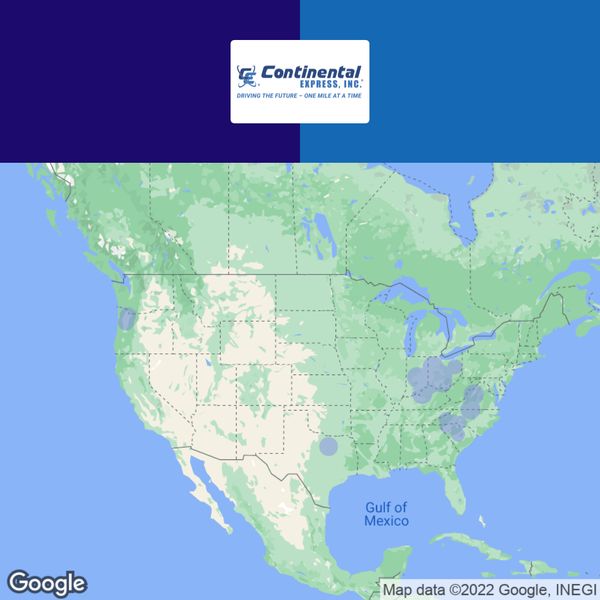 Continental
EXPRESS, INC.
DRIVING THE FUTURE – ONE MILE AT A TIME
Gulf of
Mexico
Google
Map data ©2022 Google, INEGI